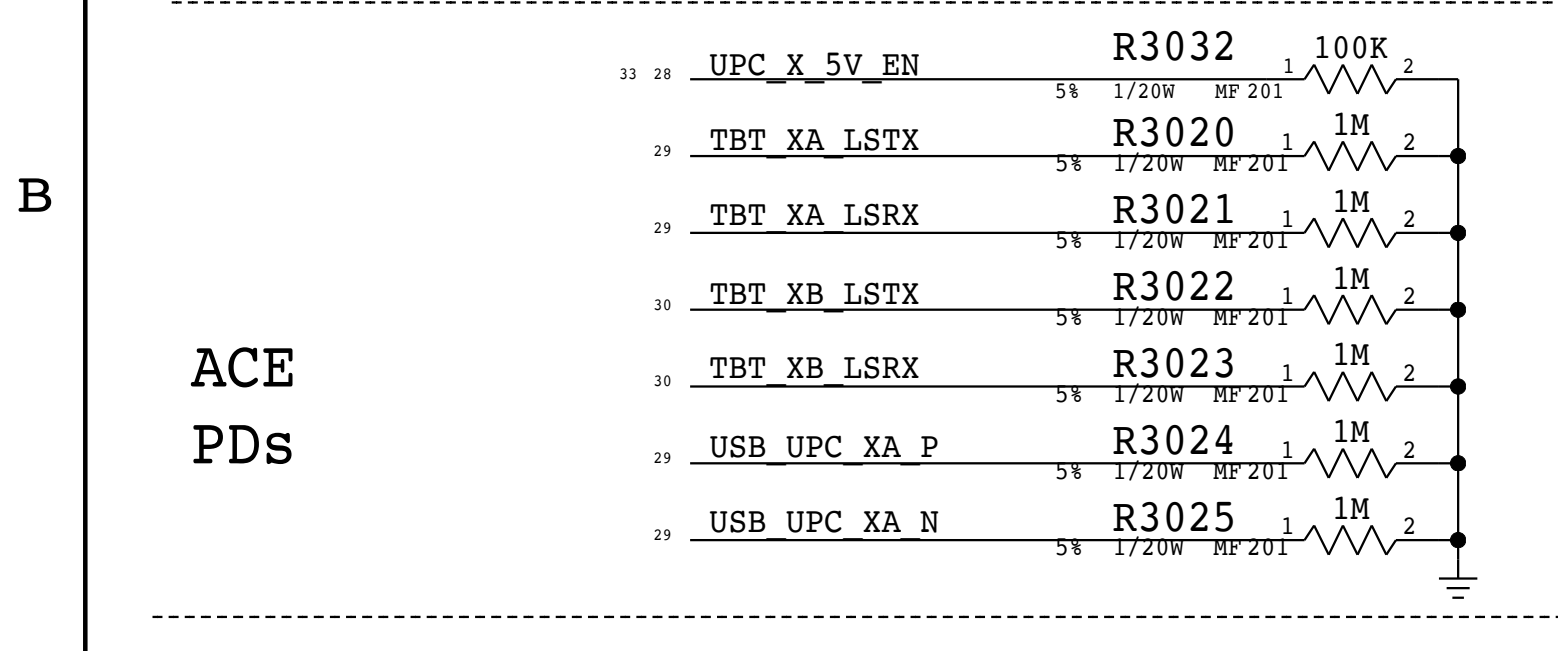 B
ACE
PDs
33 28 UPC_X_5V_EN R3032 1 100K 2
5% 1/20W MF 201
29 TBT_XA_LSTX R3020 1 1M 2
5% 1/20W MF 201
29 TBT_XA_LSRX R3021 1 1M 2
5% 1/20W MF 201
30 TBT_XB_LSTX R3022 1 1M 2
5% 1/20W MF 201
30 TBT_XB_LSRX R3023 1 1M 2
5% 1/20W MF 201
29 USB_UPC_XA_P R3024 1 1M 2
5% 1/20W MF 201
29 USB_UPC_XA_N R3025 1 1M 2
5% 1/20W MF 201